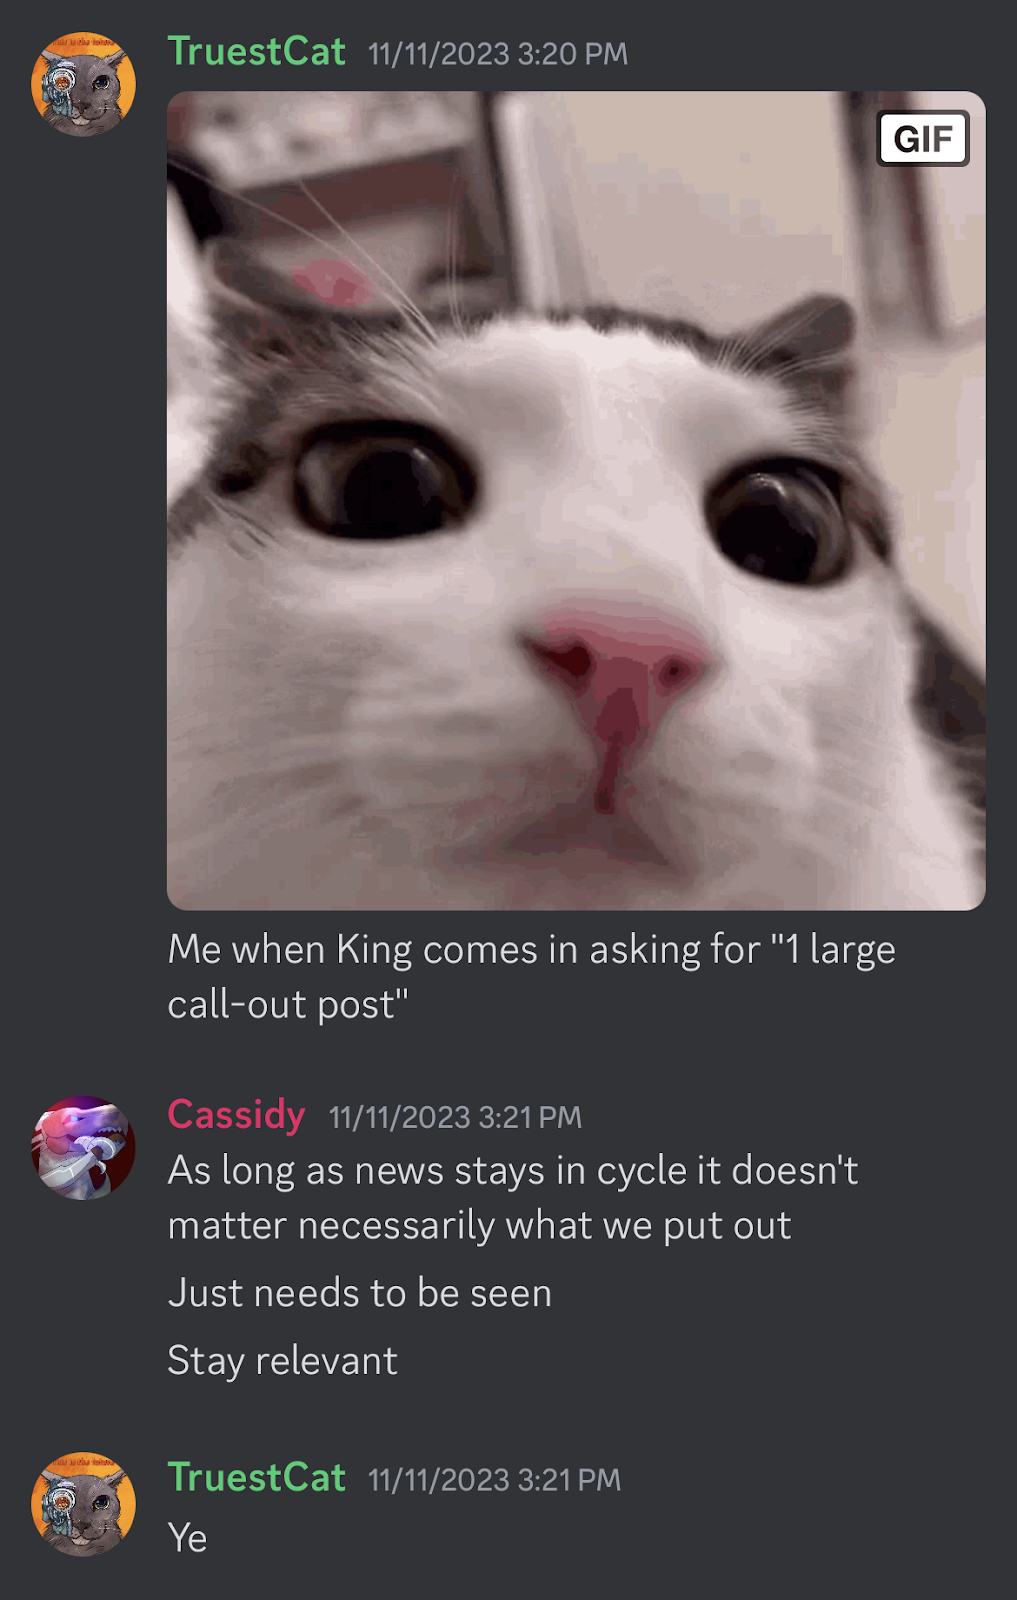 TruestCat 11/11/2023 3:20 PM
GIF
Me when King comes in asking for "1 large
call-out post"
Cassidy 11/11/2023 3:21 PM
As long as news stays in cycle it doesn't
matter necessarily what we put out
Just needs to be seen
Stay relevant
TruestCat 11/11/2023 3:21 PM
Ye